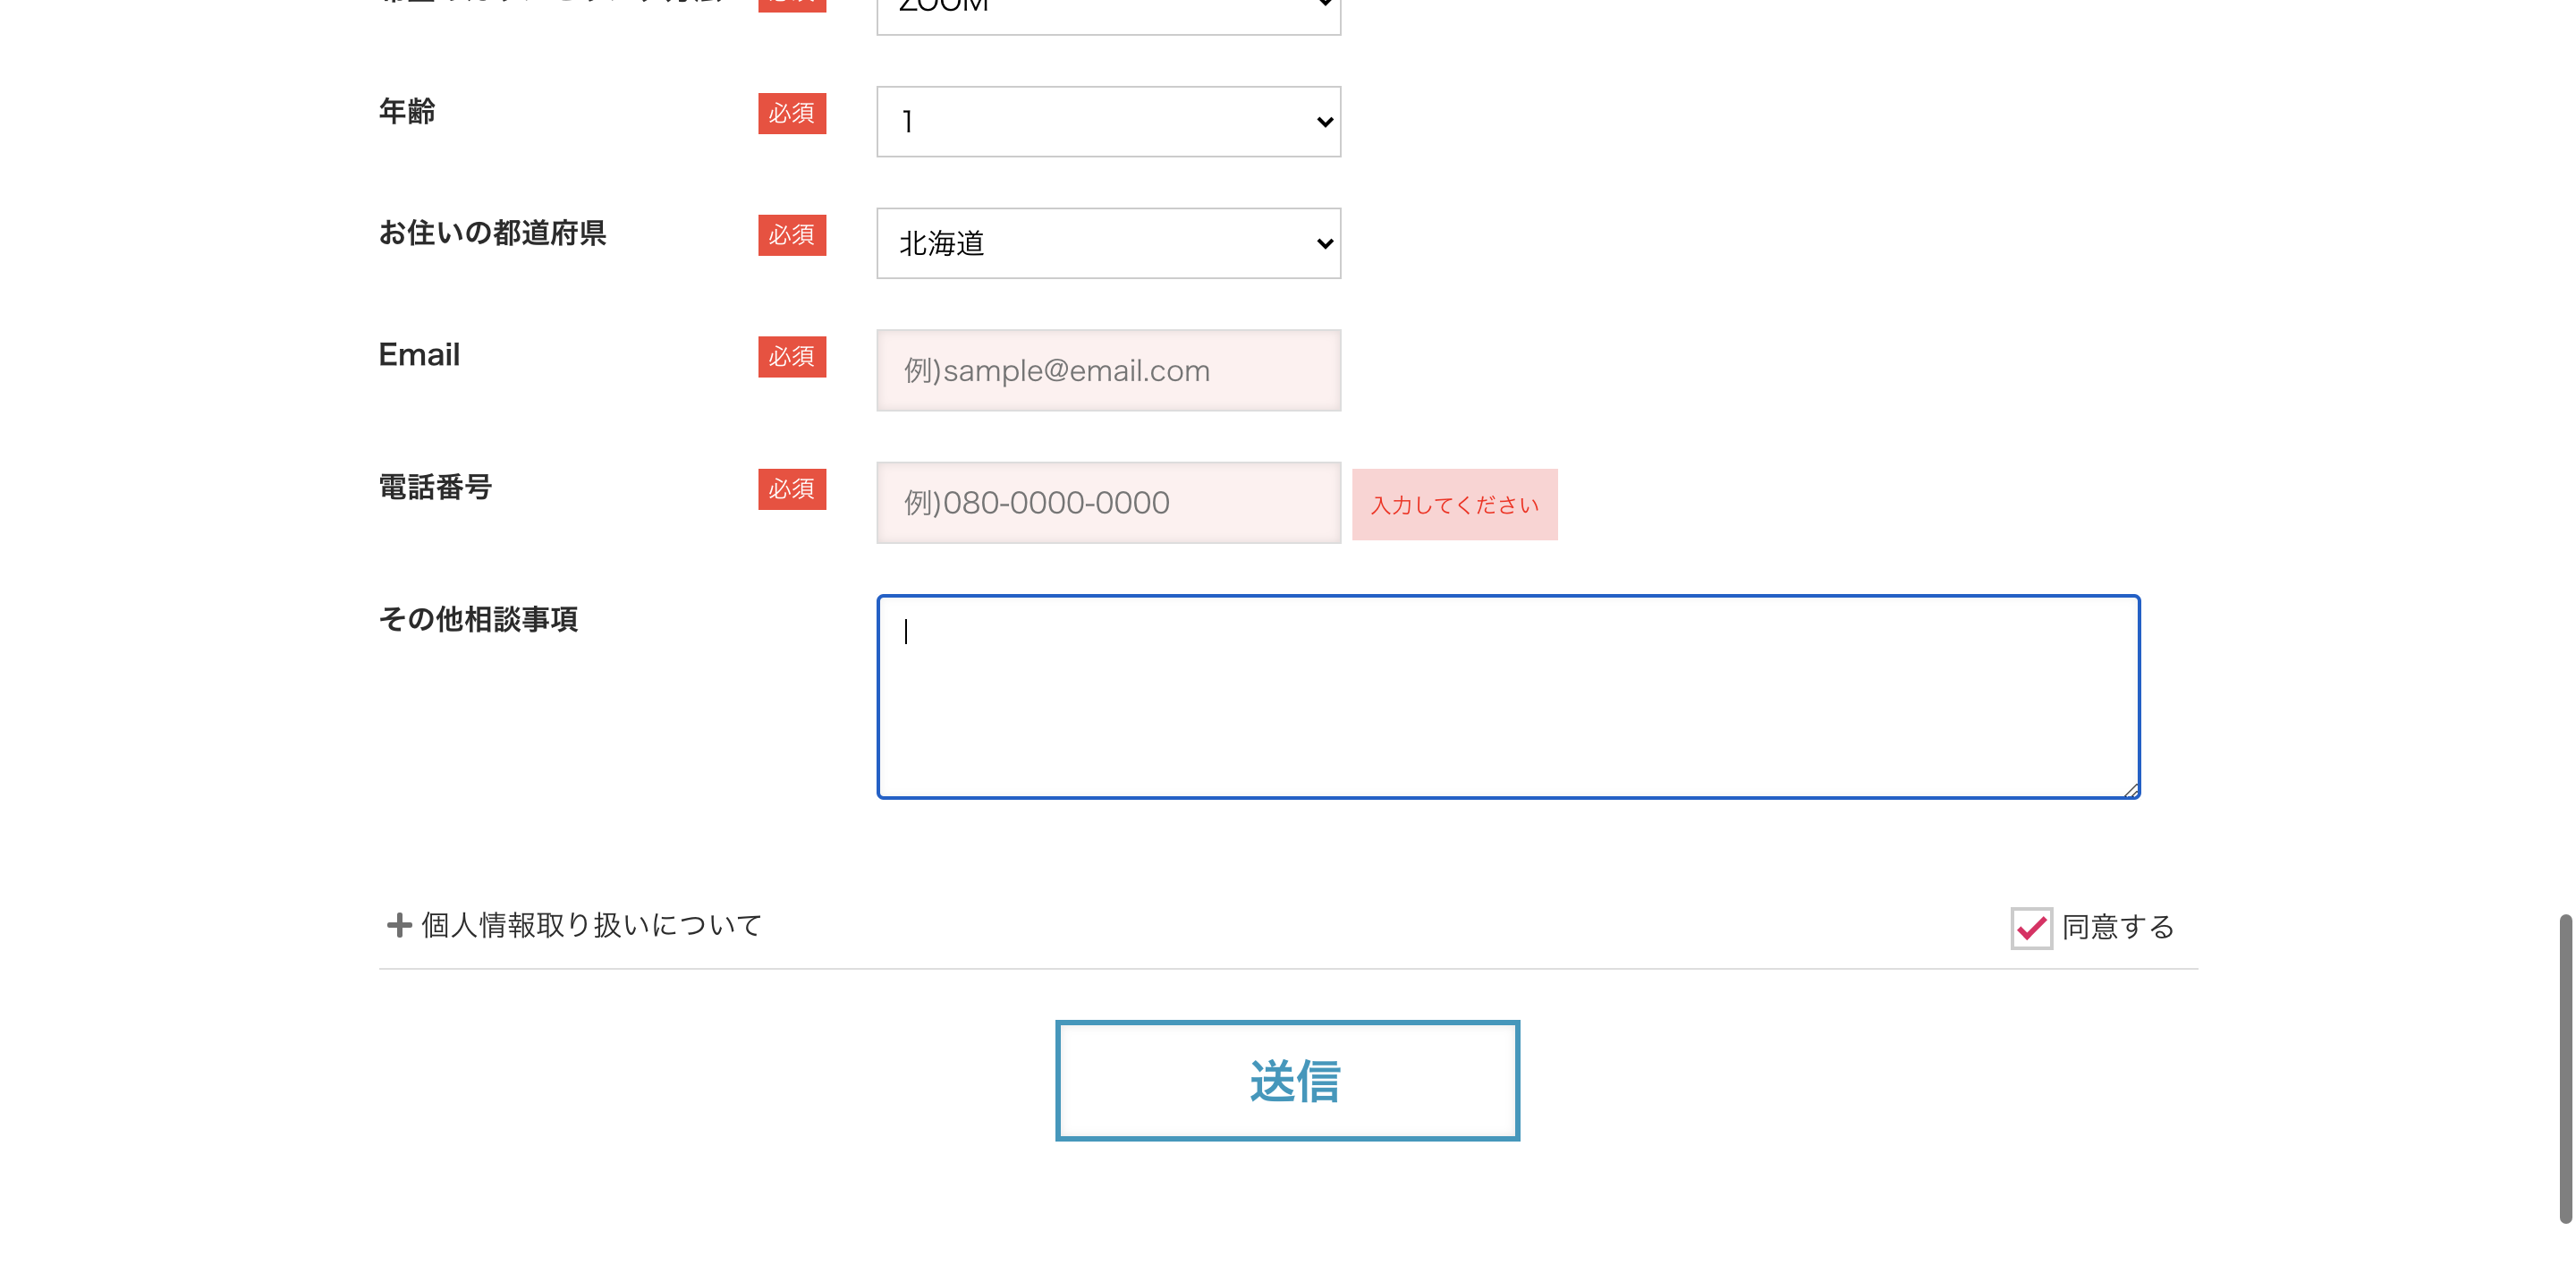 ZOOM
年齢 必須 1
お住いの都道府県 必須 北海道
Email 必須 例)sample@email.com
電話番号 必須 例)080-0000-0000 入力してください
その他相談事項
個人情報取り扱いについて 同意する
送信